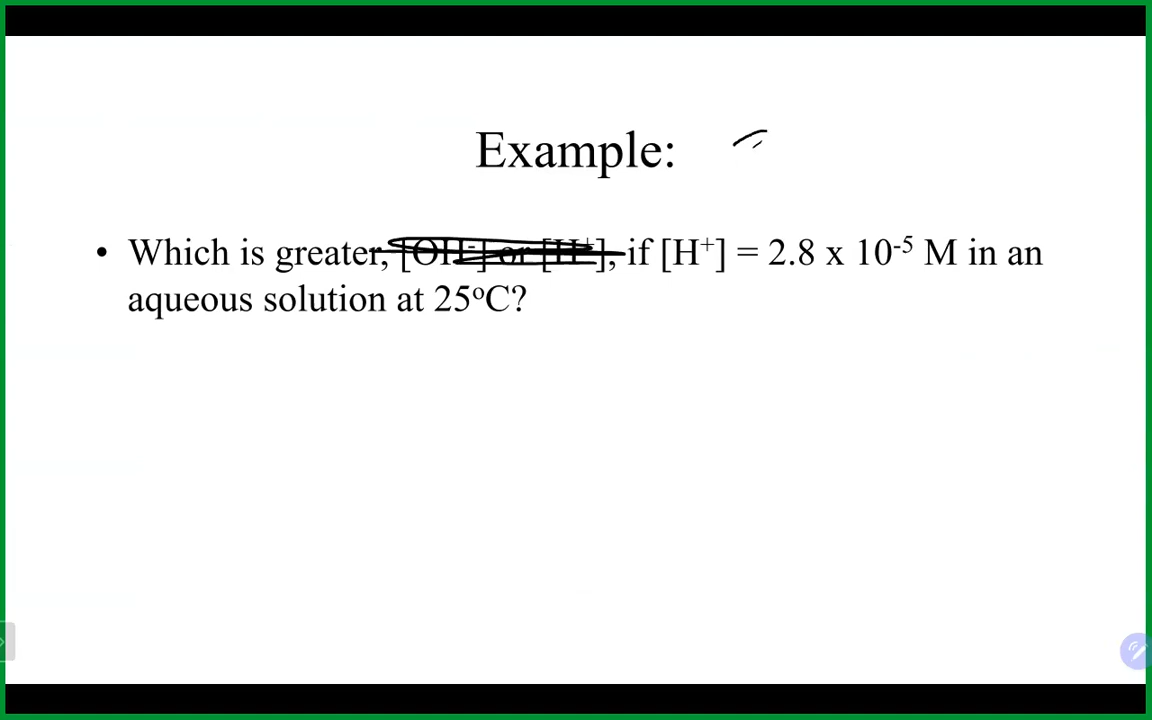 Example:
• Which is greater, [OH⁻] or [H⁺], if [H⁺] = 2.8 x 10⁻⁵ M in an
aqueous solution at 25ᵒC?